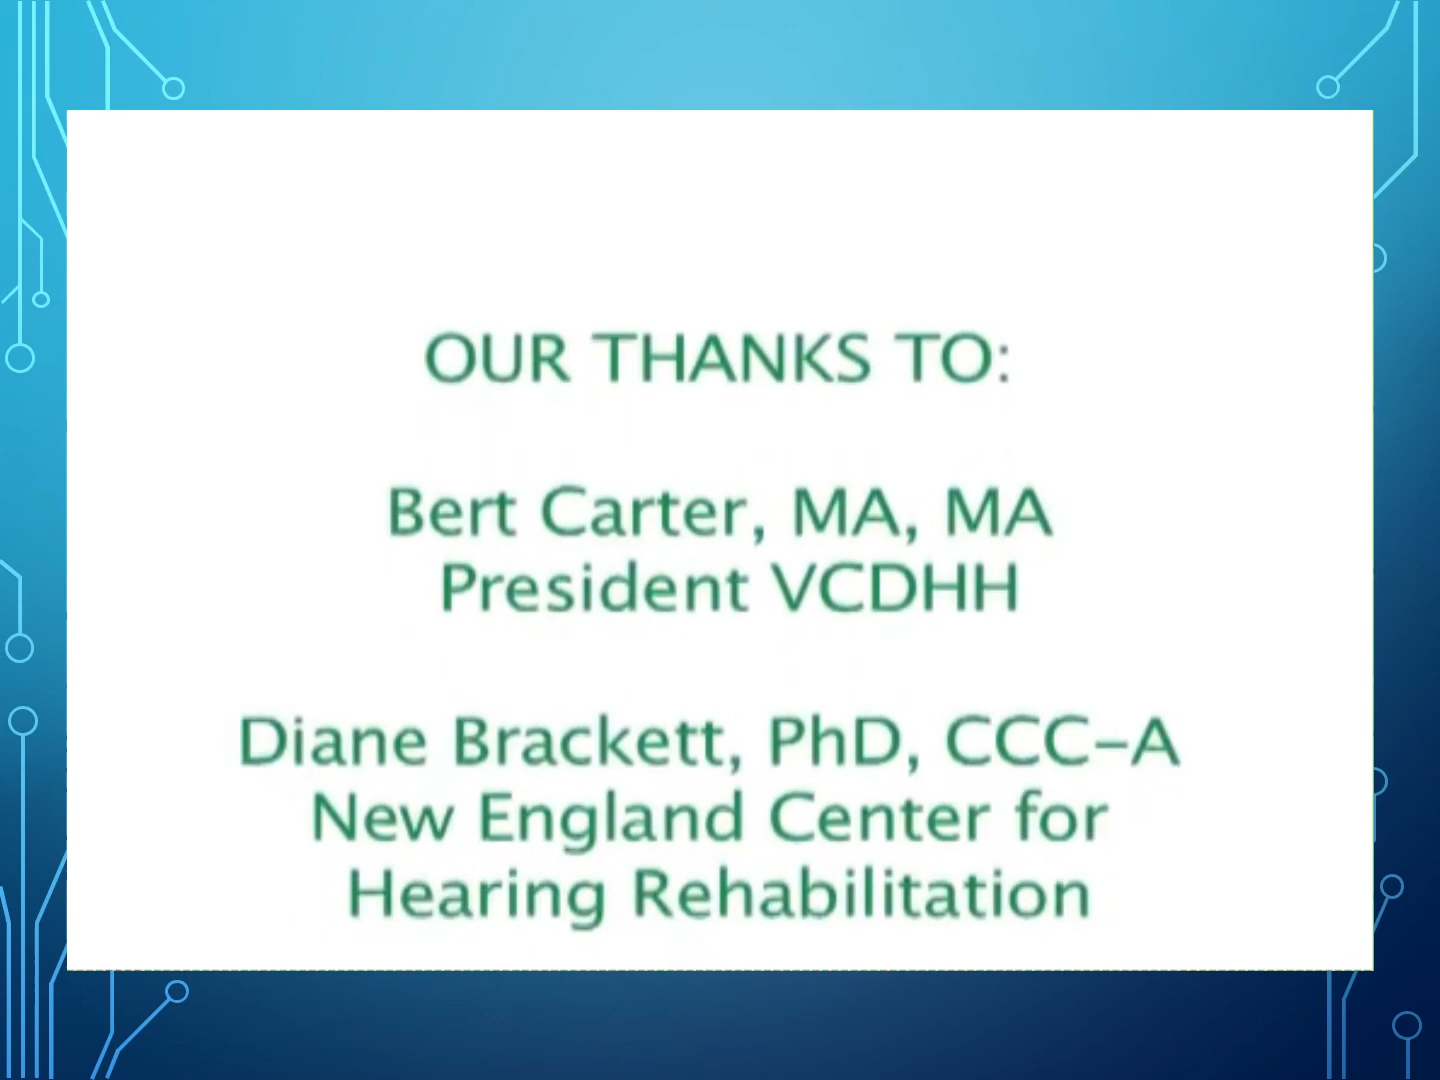 OUR THANKS TO:
Bert Carter, MA, MA
President VCDHH
Diane Brackett, PhD, CCC-A
New England Center for
Hearing Rehabilitation